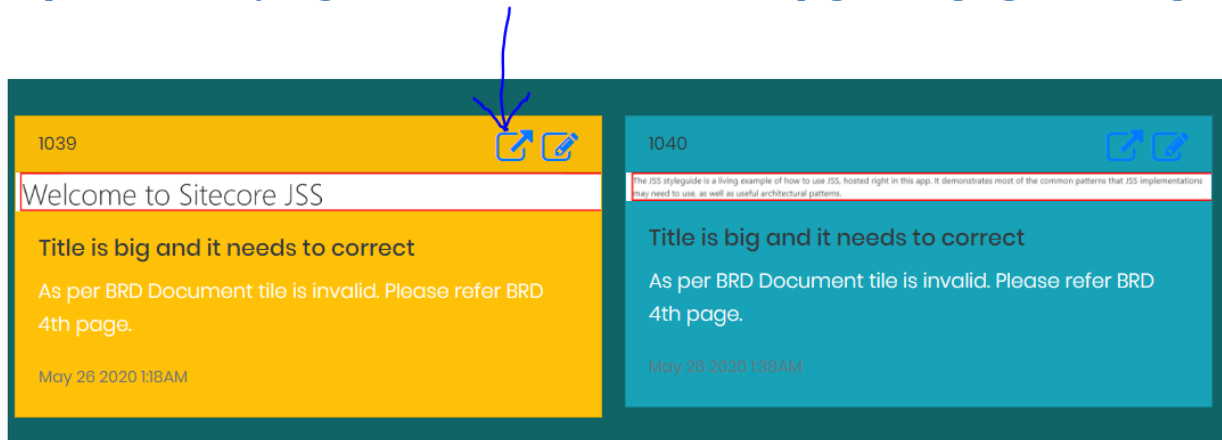 1039
Welcome to Sitecore JSS
Title is big and it needs to correct
As per BRD Document tile is invalid. Please refer BRD
4th page.
May 26 2020 1:18AM
1040
The JSS styleguide is a living example of how to use JSS, hosted right in this app. It demonstrates most of the common patterns that JSS implementations
may need to use, as well as useful architectural patterns.
Title is big and it needs to correct
As per BRD Document tile is invalid. Please refer BRD
4th page.
May 26 2020 1:38AM